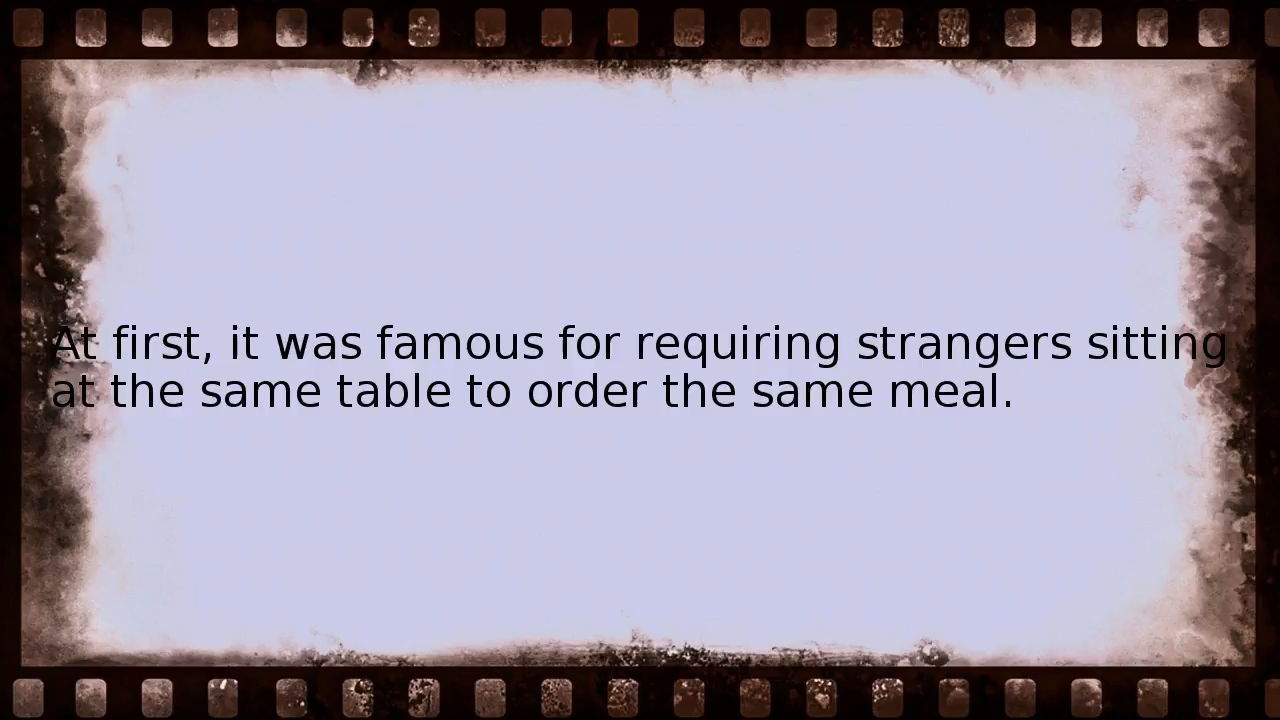 At first, it was famous for requiring strangers sitting
at the same table to order the same meal.